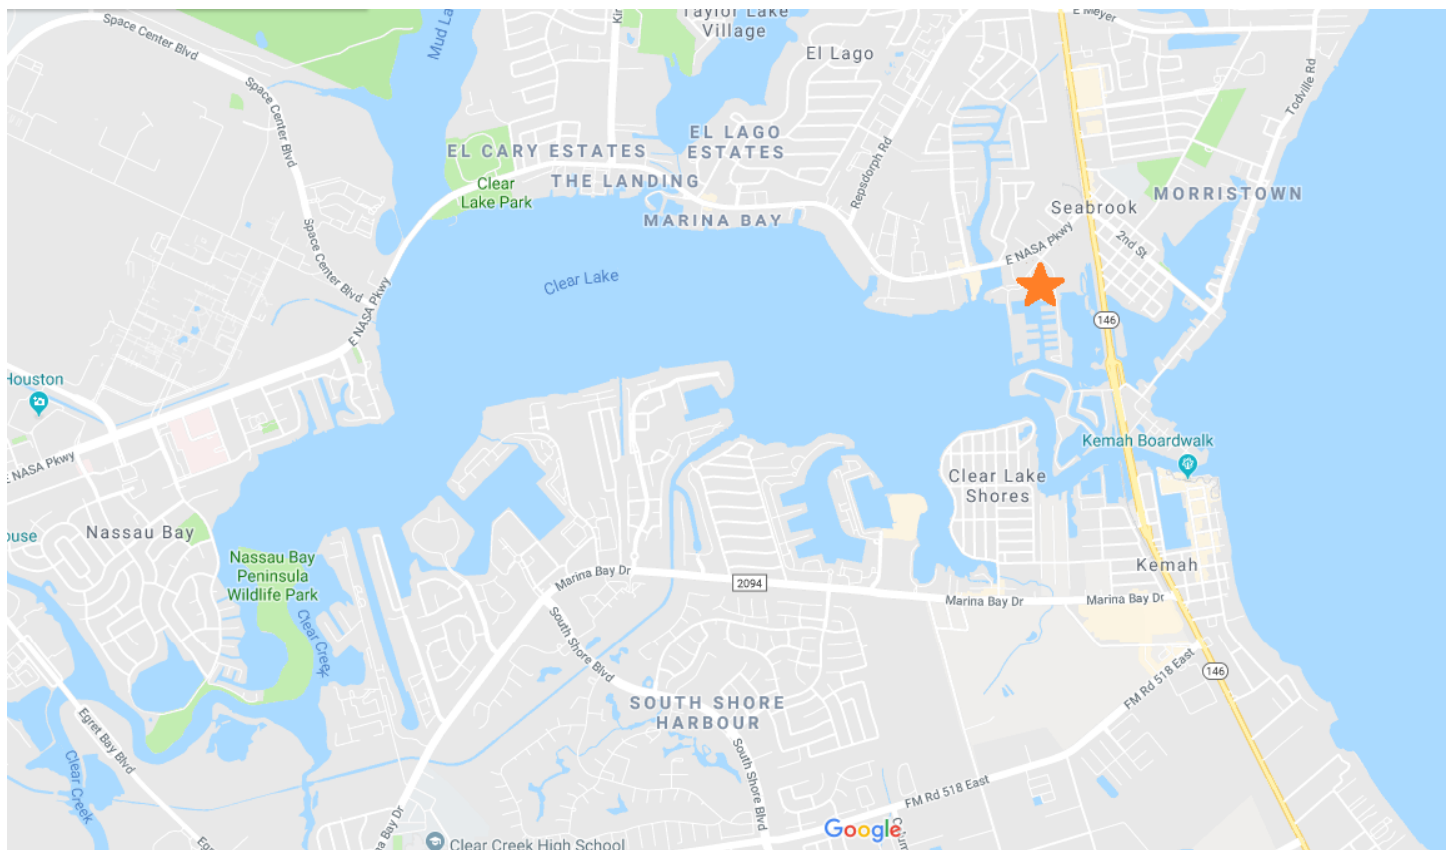 Space Center Blvd
Mud La
Kir
Taylor Lake
Village
El Lago
E Meyer
Todville Rd
Space Center Blvd
EL LAGO
ESTATES
EL CARY ESTATES
THE LANDING
Clear
Lake Park
MARINA BAY
Repsdorph Rd
MORRISTOWN
Seabrook
2nd St
E NASA Pkwy
Space Center Blvd
Clear Lake
E NASA Pkwy
146
Houston
Kemah Boardwalk
E NASA Pkwy
Clear Lake
Shores
Nassau Bay
ouse
Nassau Bay
Peninsula
Wildlife Park
Clear Creek
Marina Bay Dr
2094
Marina Bay Dr
Marina Bay Dr
Kemah
South Shore Blvd
146
FM Rd 518 East
SOUTH SHORE
HARBOUR
Egret Bay Blvd
Clear Creek
South Shore Blvd
FM Rd 518 East
Google
na Bay Dr
Clear Creek High School
Egr
Colum